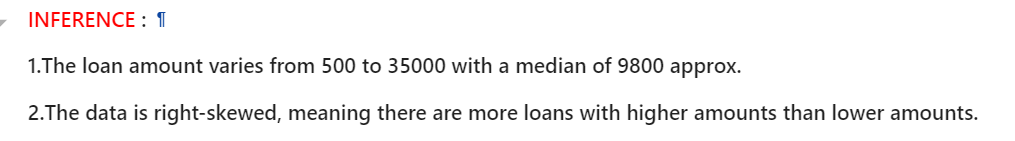 INFERENCE : ¶
1.The loan amount varies from 500 to 35000 with a median of 9800 approx.
2.The data is right-skewed, meaning there are more loans with higher amounts than lower amounts.